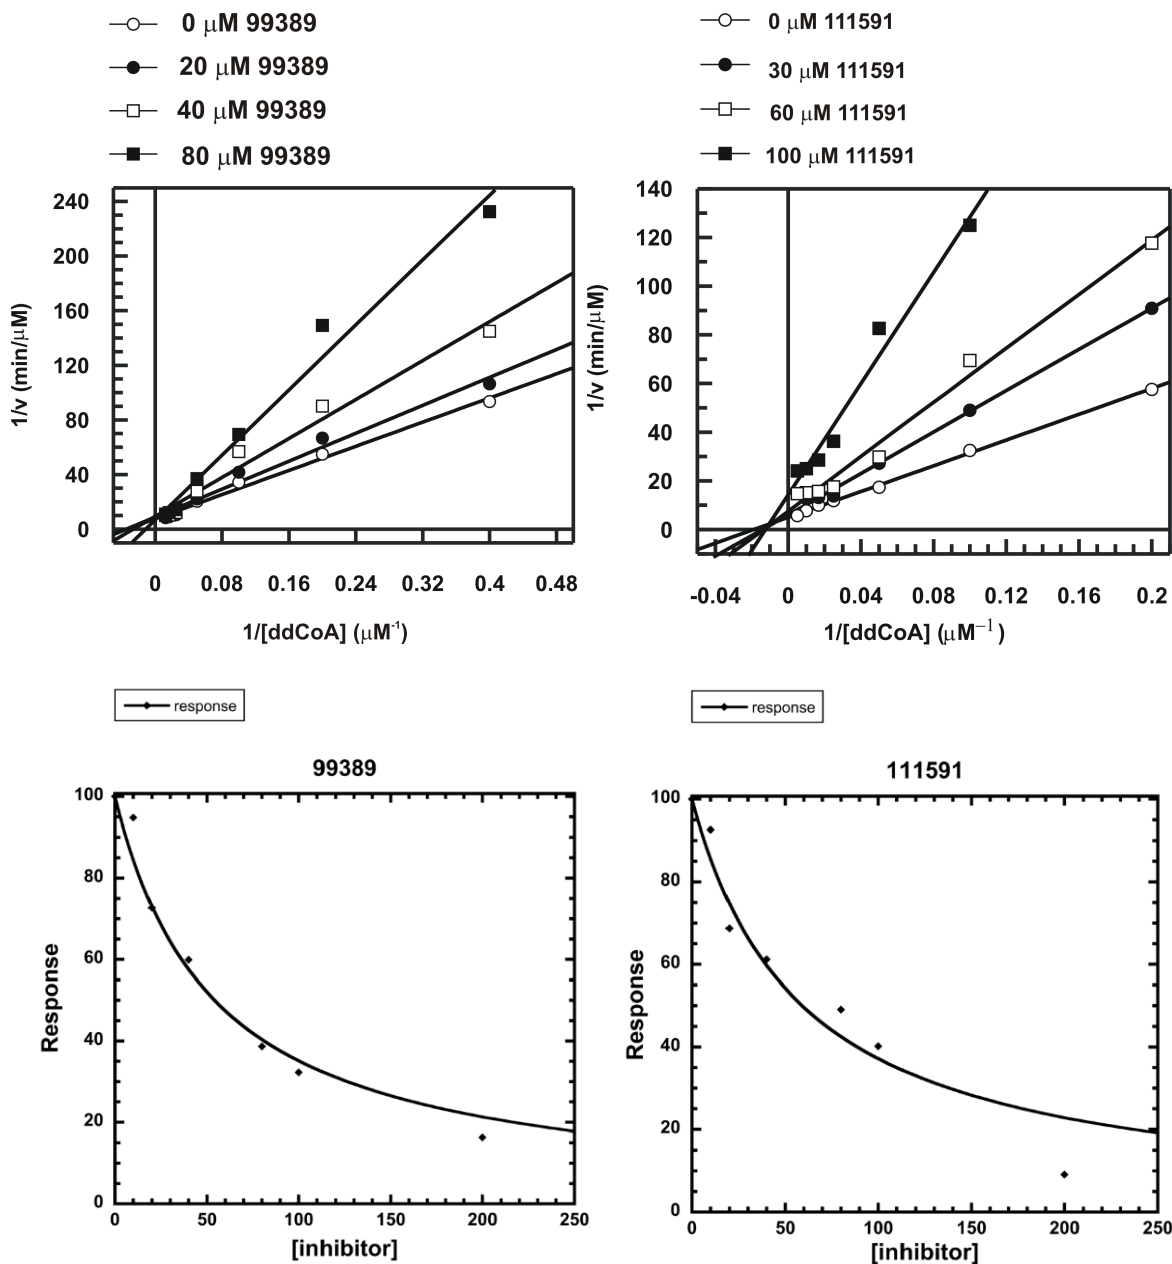 0 μM 99389
20 μM 99389
40 μM 99389
80 μM 99389
0 μM 111591
30 μM 111591
60 μM 111591
100 μM 111591
240
200
160
120
80
40
0
1/v (min/μM)
0 0.08 0.16 0.24 0.32 0.4 0.48
1/[ddCoA] (μM⁻¹)
140
120
100
80
60
40
20
0
1/v (min/μM)
-0.04 0 0.04 0.08 0.12 0.16 0.2
1/[ddCoA] (μM⁻¹)
response
99389
100
80
60
40
20
0
Response
0 50 100 150 200 250
[inhibitor]
response
111591
100
80
60
40
20
0
Response
0 50 100 150 200 250
[inhibitor]